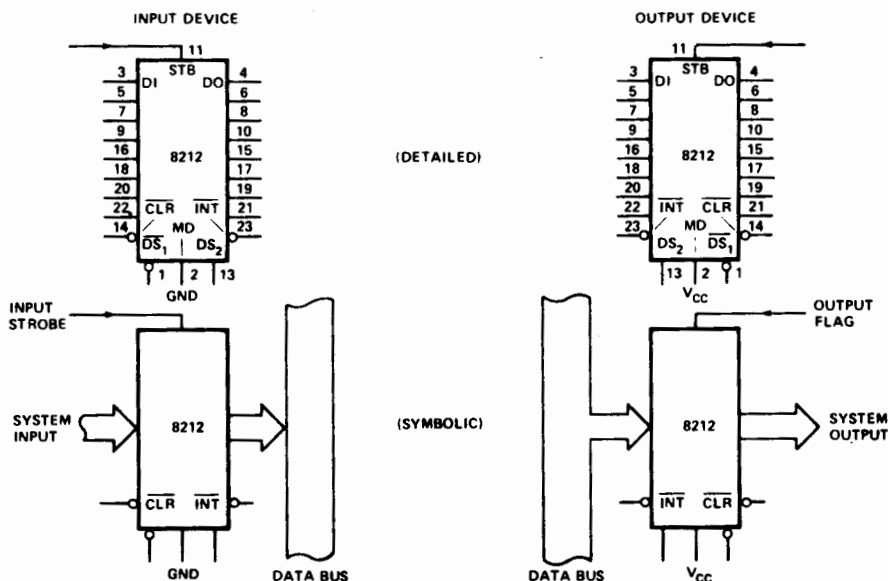 INPUT DEVICE
OUTPUT DEVICE
11
STB
3 DI DO 4
5 6
7 8
9 10
16 8212 15
18 17
20 19
22 CLR INT 21
14 MD 23
DS1 DS2
1 2 13
GND
(DETAILED)
11
STB
3 DI DO 4
5 6
7 8
9 10
16 8212 15
18 17
20 19
22 INT CLR 21
23 MD 14
DS2 DS1
13 2 1
VCC
INPUT
STROBE
SYSTEM
INPUT
8212
CLR INT
GND
DATA BUS
(SYMBOLIC)
OUTPUT
FLAG
8212
SYSTEM
OUTPUT
INT CLR
DATA BUS
VCC